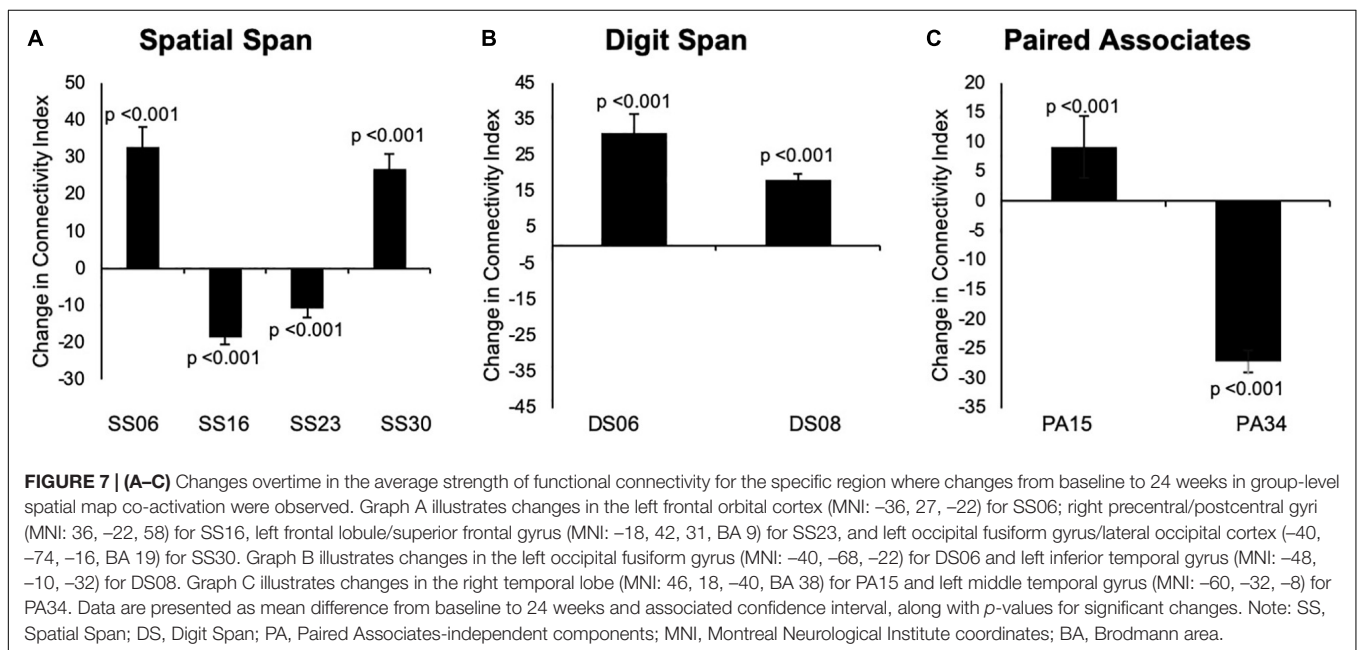 A Spatial Span
Change in Connectivity Index
50
40
30
20
10
0
-10
-20
-30
p <0.001
p <0.001
p <0.001
p <0.001
SS06 SS16 SS23 SS30
B Digit Span
Change in Connectivity Index
45
35
25
15
5
-5
-15
-25
-35
-45
p <0.001
p <0.001
DS06 DS08
C Paired Associates
Change in Connectivity Index
20
15
10
5
0
-5
-10
-15
-20
-25
-30
-35
p <0.001
p <0.001
PA15 PA34
FIGURE 7 | (A–C) Changes overtime in the average strength of functional connectivity for the specific region where changes from baseline to 24 weeks in group-level
spatial map co-activation were observed. Graph A illustrates changes in the left frontal orbital cortex (MNI: –36, 27, –22) for SS06; right precentral/postcentral gyri
(MNI: 36, –22, 58) for SS16, left frontal lobule/superior frontal gyrus (MNI: –18, 42, 31, BA 9) for SS23, and left occipital fusiform gyrus/lateral occipital cortex (–40,
–74, –16, BA 19) for SS30. Graph B illustrates changes in the left occipital fusiform gyrus (MNI: –40, –68, –22) for DS06 and left inferior temporal gyrus (MNI: –48,
–10, –32) for DS08. Graph C illustrates changes in the right temporal lobe (MNI: 46, 18, –40, BA 38) for PA15 and left middle temporal gyrus (MNI: –60, –32, –8) for
PA34. Data are presented as mean difference from baseline to 24 weeks and associated confidence interval, along with p-values for significant changes. Note: SS,
Spatial Span; DS, Digit Span; PA, Paired Associates-independent components; MNI, Montreal Neurological Institute coordinates; BA, Brodmann area.